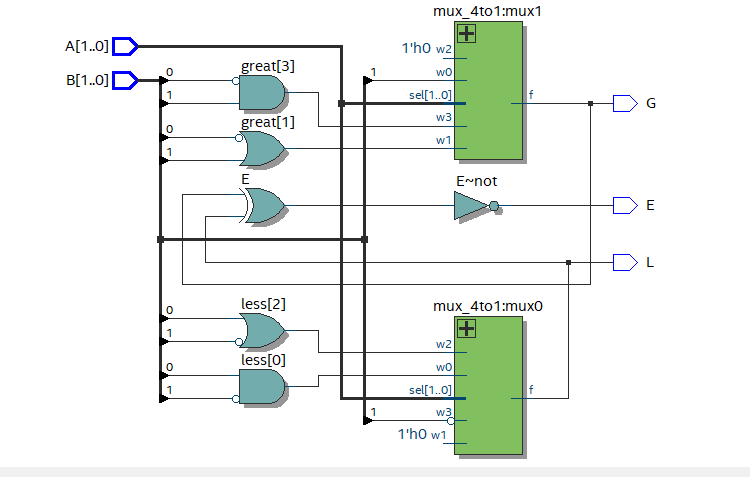 mux_4to1:mux1
A[1..0]
1'h0 w2
great[3]
B[1..0]
0
1
w0
1
sel[1..0]
f
G
great[1]
w3
0
w1
1
E
E~not
E
L
less[2]
mux_4to1:mux0
0
1
w2
less[0]
0
w0
1
sel[1..0]
f
1
w3
1'h0 w1